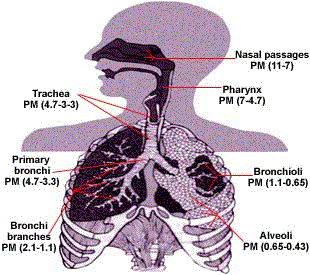 Nasal passages
PM (11-7)
Pharynx
PM (7-4.7)
Trachea
PM (4.7-3-3)
Primary
bronchi
PM (4.7-3.3)
Bronchioli
PM (1.1-0.65)
Bronchi
branches
PM (2.1-1.1)
Alveoli
PM (0.65-0.43)